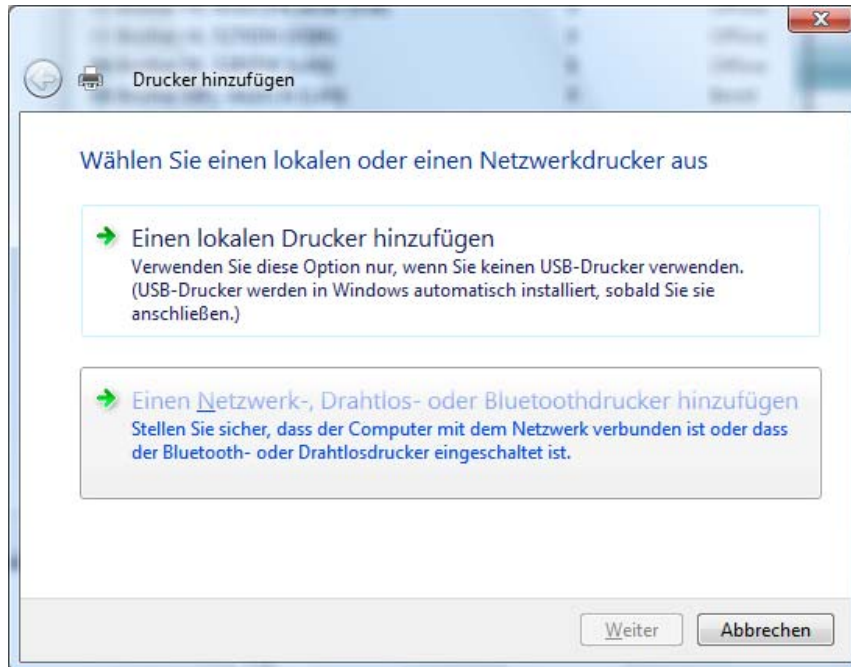 Drucker hinzufügen
Wählen Sie einen lokalen oder einen Netzwerkdrucker aus
Einen lokalen Drucker hinzufügen
Verwenden Sie diese Option nur, wenn Sie keinen USB-Drucker verwenden.
(USB-Drucker werden in Windows automatisch installiert, sobald Sie sie
anschließen.)
Einen Netzwerk-, Drahtlos- oder Bluetoothdrucker hinzufügen
Stellen Sie sicher, dass der Computer mit dem Netzwerk verbunden ist oder dass
der Bluetooth- oder Drahtlosdrucker eingeschaltet ist.
Weiter Abbrechen